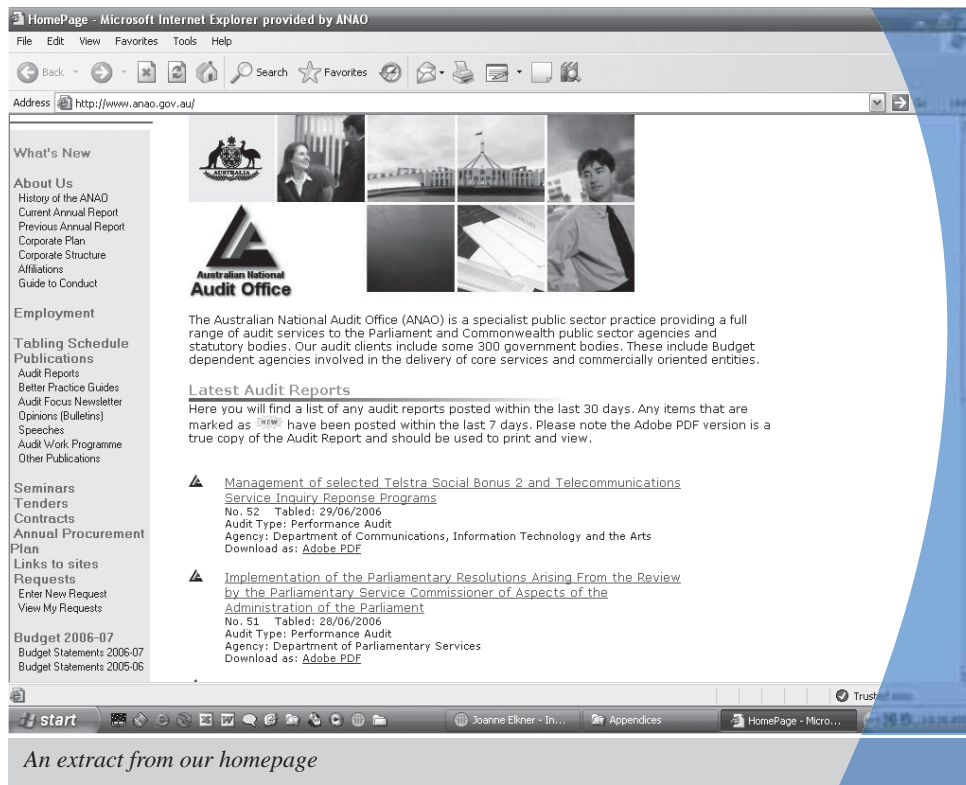 HomePage - Microsoft Internet Explorer provided by ANAO
File Edit View Favorites Tools Help
Back Search Favorites
Address http://www.anao.gov.au/
What's New
About Us
History of the ANAO
Current Annual Report
Previous Annual Report
Corporate Plan
Corporate Structure
Affiliations
Guide to Conduct
Employment
Tabling Schedule
Publications
Audit Reports
Better Practice Guides
Audit Focus Newsletter
Opinions (Bulletins)
Speeches
Audit Work Programme
Other Publications
Seminars
Tenders
Contracts
Annual Procurement
Plan
Links to sites
Requests
Enter New Request
View My Requests
Budget 2006-07
Budget Statements 2006-07
Budget Statements 2005-06
AUSTRALIA
Australian National
Audit Office
The Australian National Audit Office (ANAO) is a specialist public sector practice providing a full
range of audit services to the Parliament and Commonwealth public sector agencies and
statutory bodies. Our audit clients include some 300 government bodies. These include Budget
dependent agencies involved in the delivery of core services and commercially oriented entities.
Latest Audit Reports
Here you will find a list of any audit reports posted within the last 30 days. Any items that are
marked as NEW have been posted within the last 7 days. Please note the Adobe PDF version is a
true copy of the Audit Report and should be used to print and view.
Management of selected Telstra Social Bonus 2 and Telecommunications
Service Inquiry Reponse Programs
No. 52 Tabled: 29/06/2006
Audit Type: Performance Audit
Agency: Department of Communications, Information Technology and the Arts
Download as: Adobe PDF
Implementation of the Parliamentary Resolutions Arising From the Review
by the Parliamentary Service Commissioner of Aspects of the
Administration of the Parliament
No. 51 Tabled: 28/06/2006
Audit Type: Performance Audit
Agency: Department of Parliamentary Services
Download as: Adobe PDF
start Joanne Elkner - In... Appendices HomePage - Micro...
An extract from our homepage